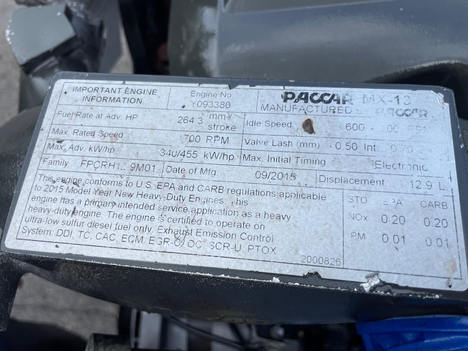 IMPORTANT ENGINE INFORMATION
Engine No
Y093380
PACCAR MX-13
MANUFACTURED PACCAR
Fuel Rate at Adv. HP 264.3 mm³/stroke
Idle Speed 600 RPM
Max. Rated Speed 1700 RPM
Valve Lash (mm) 0.50 Int.
Max. Adv. kW/hp 340/455 kW/hp
Max. Initial Timing Electronic
Family FPCRH12.9M01
Date of Mfg. 09/2015
Displacement 12.9 L
The engine conforms to U.S. EPA and CARB regulations applicable
to 2015 Model Year New Heavy-Duty Engines. This
engine has a primary intended service application as a heavy
heavy-duty engine. The engine is certified to operate on
ultra-low sulfur diesel fuel only. Exhaust Emission Control
System: DDI, TC, CAC, ECM, EGR-C, OC, SCR-U, PTOX
STD EPA CARB
NOx 0.20 0.20
PM 0.01 0.01
2000826